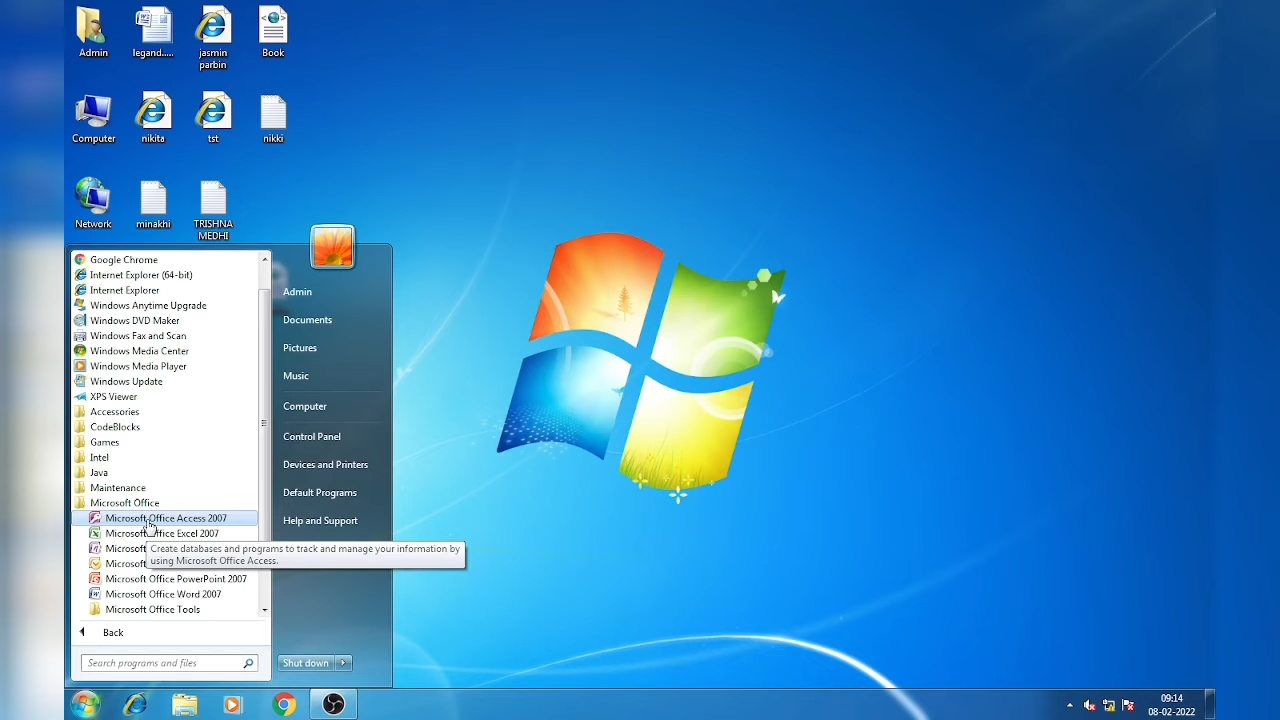 Admin
legand.....
jasmin
parbin
Book
Computer
nikita
tst
nikki
Network
minakhi
TRISHNA
MEDHI
Google Chrome
Internet Explorer (64-bit)
Internet Explorer
Windows Anytime Upgrade
Windows DVD Maker
Windows Fax and Scan
Windows Media Center
Windows Media Player
Windows Update
XPS Viewer
Accessories
CodeBlocks
Games
Intel
Java
Maintenance
Microsoft Office
Microsoft Office Access 2007
Microsoft Office Excel 2007
Create databases and programs to track and manage your information by
using Microsoft Office Access.
Microsoft Office PowerPoint 2007
Microsoft Office Word 2007
Microsoft Office Tools
Back
Search programs and files
Admin
Documents
Pictures
Music
Computer
Control Panel
Devices and Printers
Default Programs
Help and Support
Shut down
09:14
08-02-2022